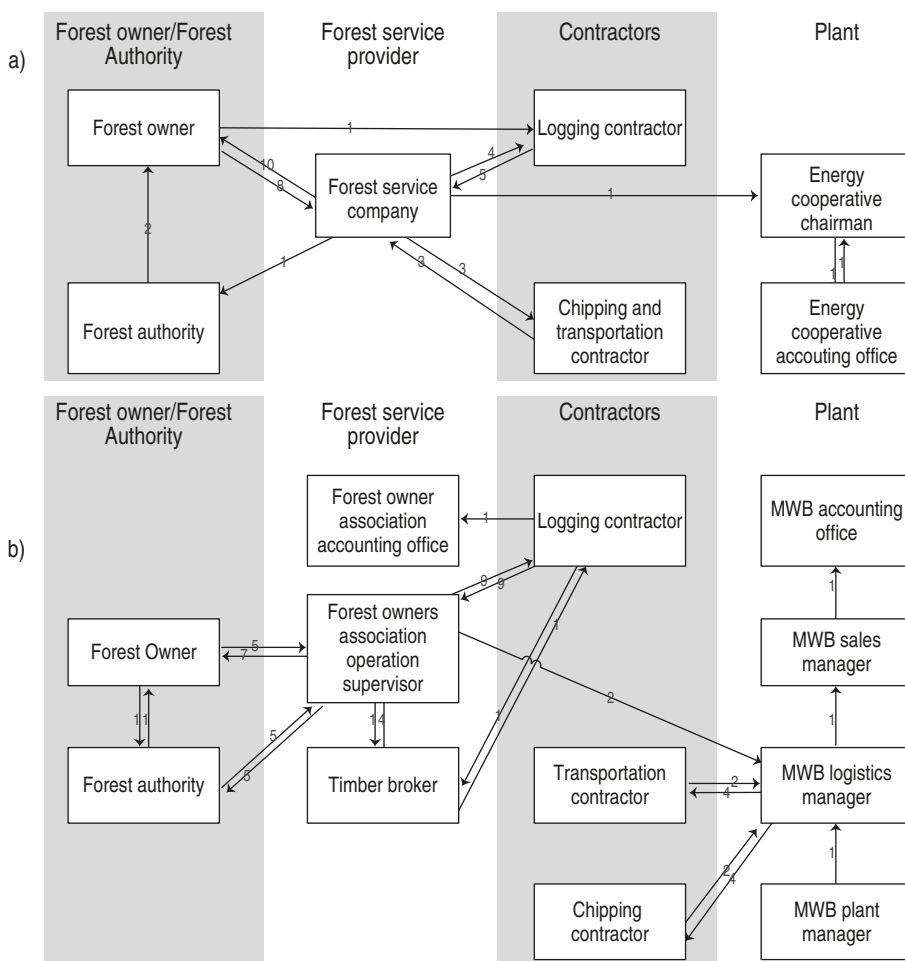 Forest owner/Forest
Authority
Forest service
provider
Contractors
Plant
a)
Forest owner
1
Logging contractor
10
8
4
5
Forest service
company
1
Energy
cooperative
chairman
2
1
3
3
1
1
Forest authority
Chipping and
transportation
contractor
Energy
cooperative
accouting office
Forest owner/Forest
Authority
Forest service
provider
Contractors
Plant
b)
Forest owner
association
accounting office
1
Logging contractor
MWB accounting
office
9
9
1
Forest Owner
5
7
Forest owners
association
operation
supervisor
1
MWB sales
manager
2
1
1
1
5
5
1
4
1
1
Forest authority
Timber broker
Transportation
contractor
2
4
MWB logistics
manager
2
4
1
Chipping
contractor
MWB plant
manager